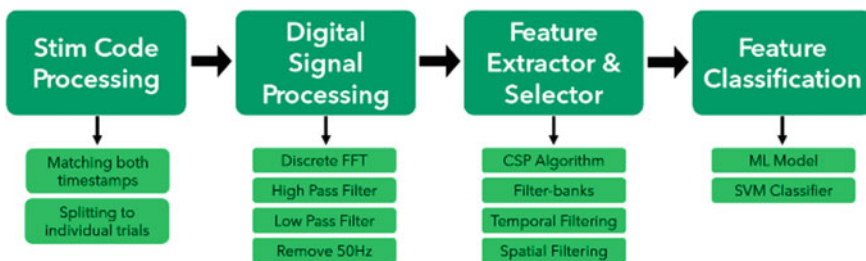 Stim Code
Processing
Digital
Signal
Processing
Feature
Extractor &
Selector
Feature
Classification
Matching both
timestamps
Splitting to
individual trials
Discrete FFT
High Pass Filter
Low Pass Filter
Remove 50Hz
CSP Algorithm
Filter-banks
Temporal Filtering
Spatial Filtering
ML Model
SVM Classifier